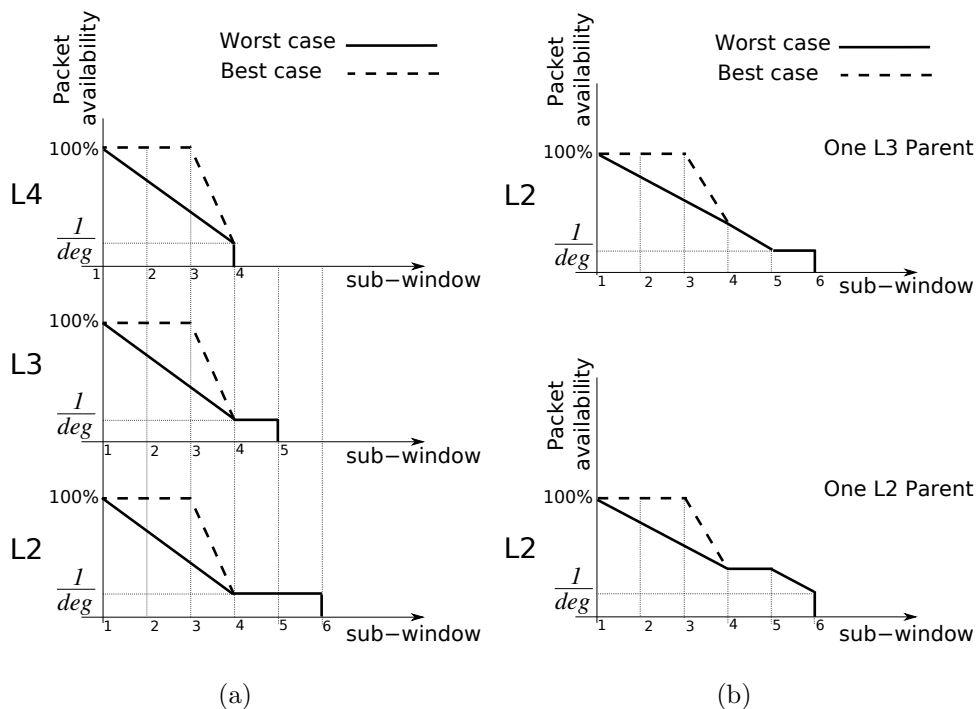 Worst case
Best case
Packet
availability
100%
L4
1
deg
1 2 3 4
sub−window
100%
L3
1
deg
1 2 3 4 5
sub−window
100%
L2
1
deg
1 2 3 4 5 6
sub−window
(a)
Worst case
Best case
Packet
availability
One L3 Parent
100%
L2
1
deg
1 2 3 4 5 6
sub−window
Packet
availability
One L2 Parent
100%
L2
1
deg
1 2 3 4 5 6
sub−window
(b)